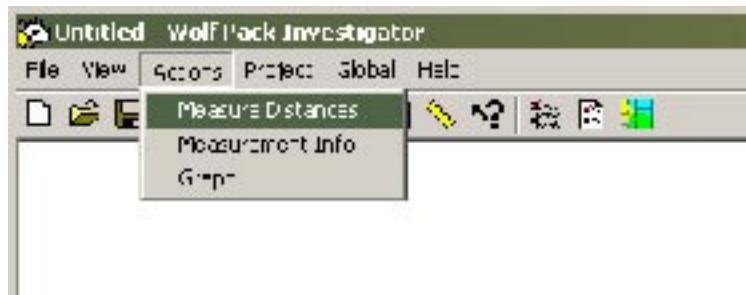 Untitled Wolf Pack Investigator
File View Actions Project Global Help
Measure Distances
Measurement Info
Graph